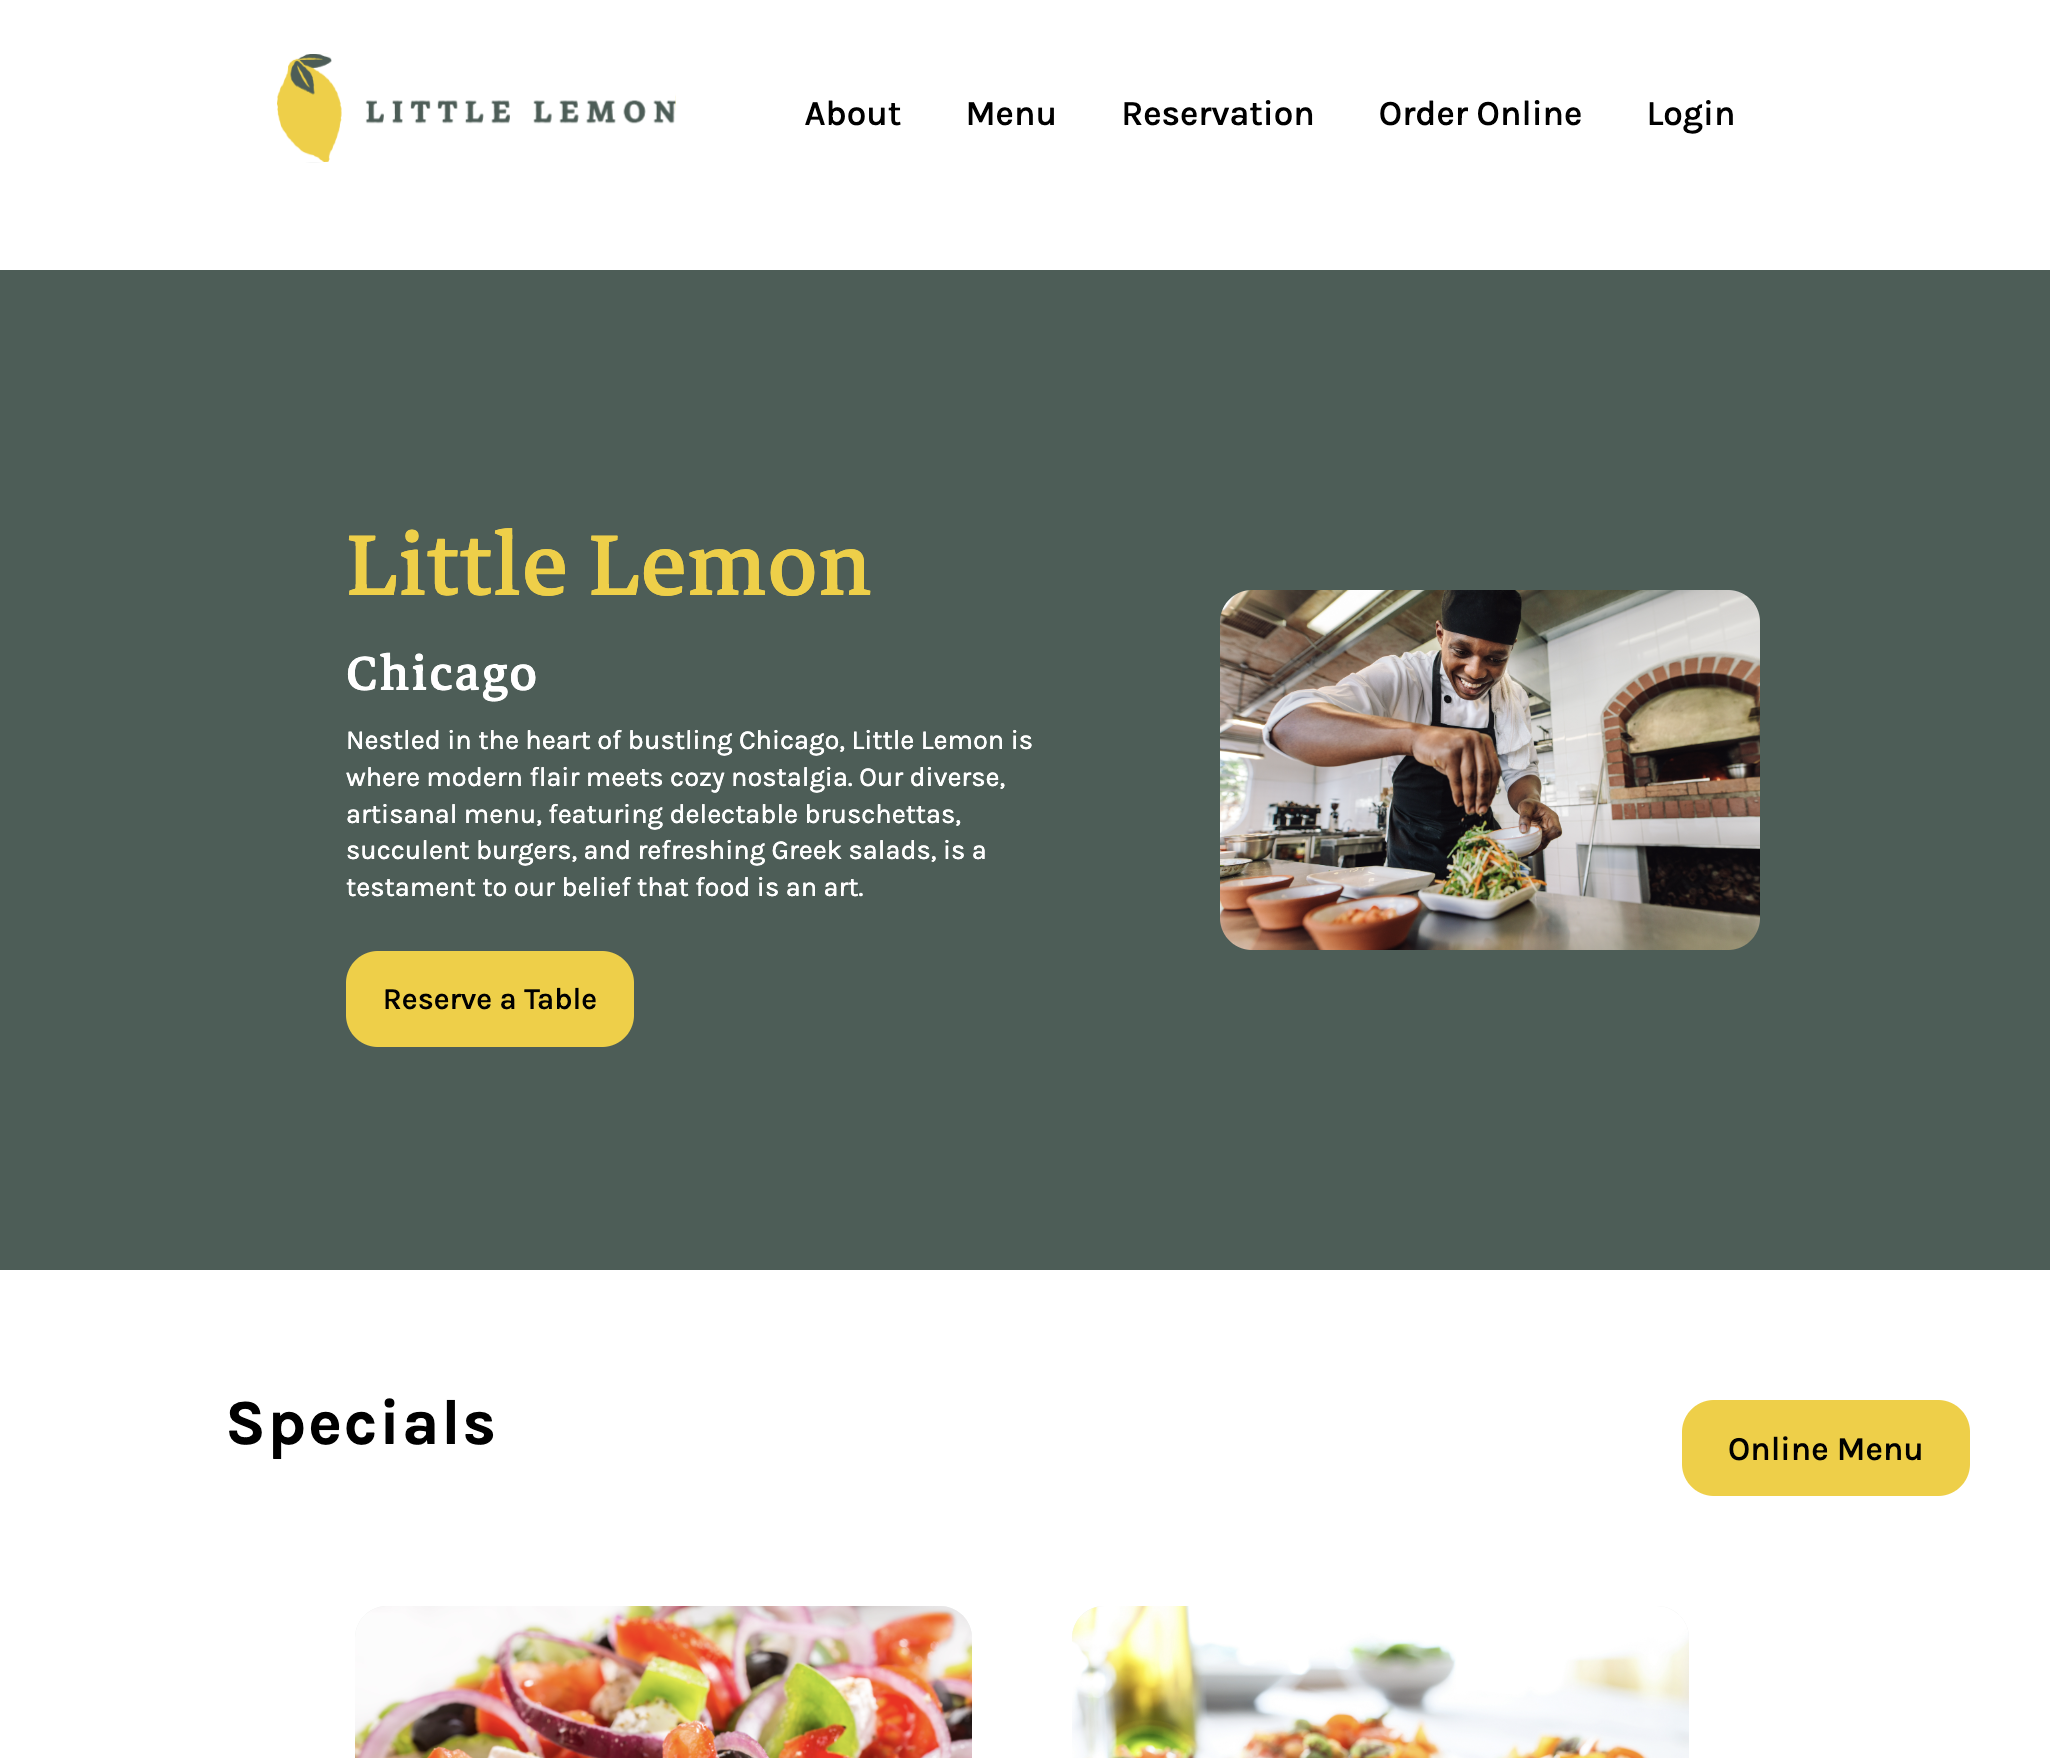 LITTLE LEMON
About Menu Reservation Order Online Login
Little Lemon
Chicago
Nestled in the heart of bustling Chicago, Little Lemon is
where modern flair meets cozy nostalgia. Our diverse,
artisanal menu, featuring delectable bruschettas,
succulent burgers, and refreshing Greek salads, is a
testament to our belief that food is an art.
Reserve a Table
Specials
Online Menu